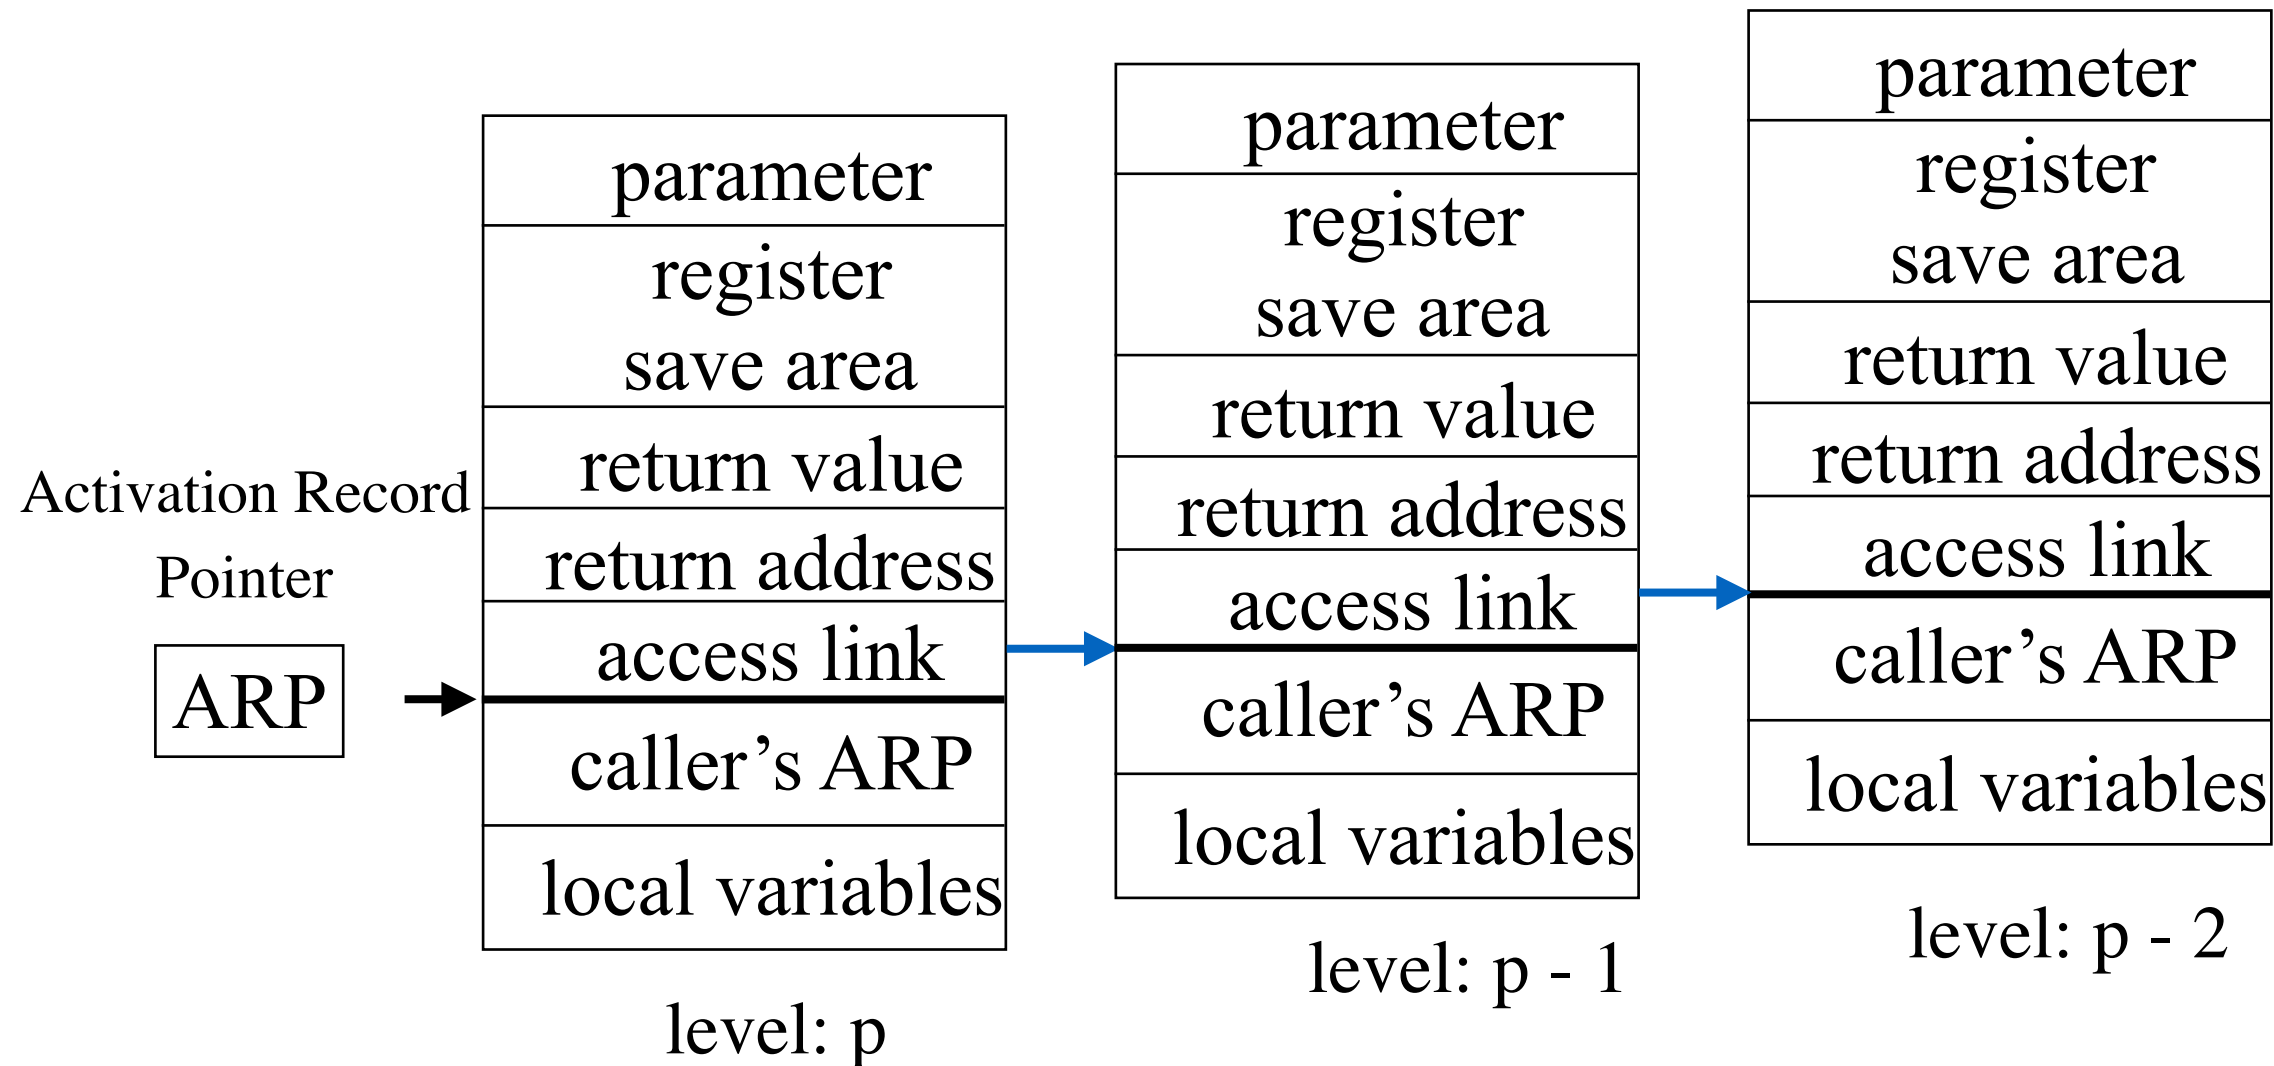 Activation Record
Pointer
ARP
parameter
register
save area
return value
return address
access link
caller’s ARP
local variables
level: p
parameter
register
save area
return value
return address
access link
caller’s ARP
local variables
level: p - 1
parameter
register
save area
return value
return address
access link
caller’s ARP
local variables
level: p - 2